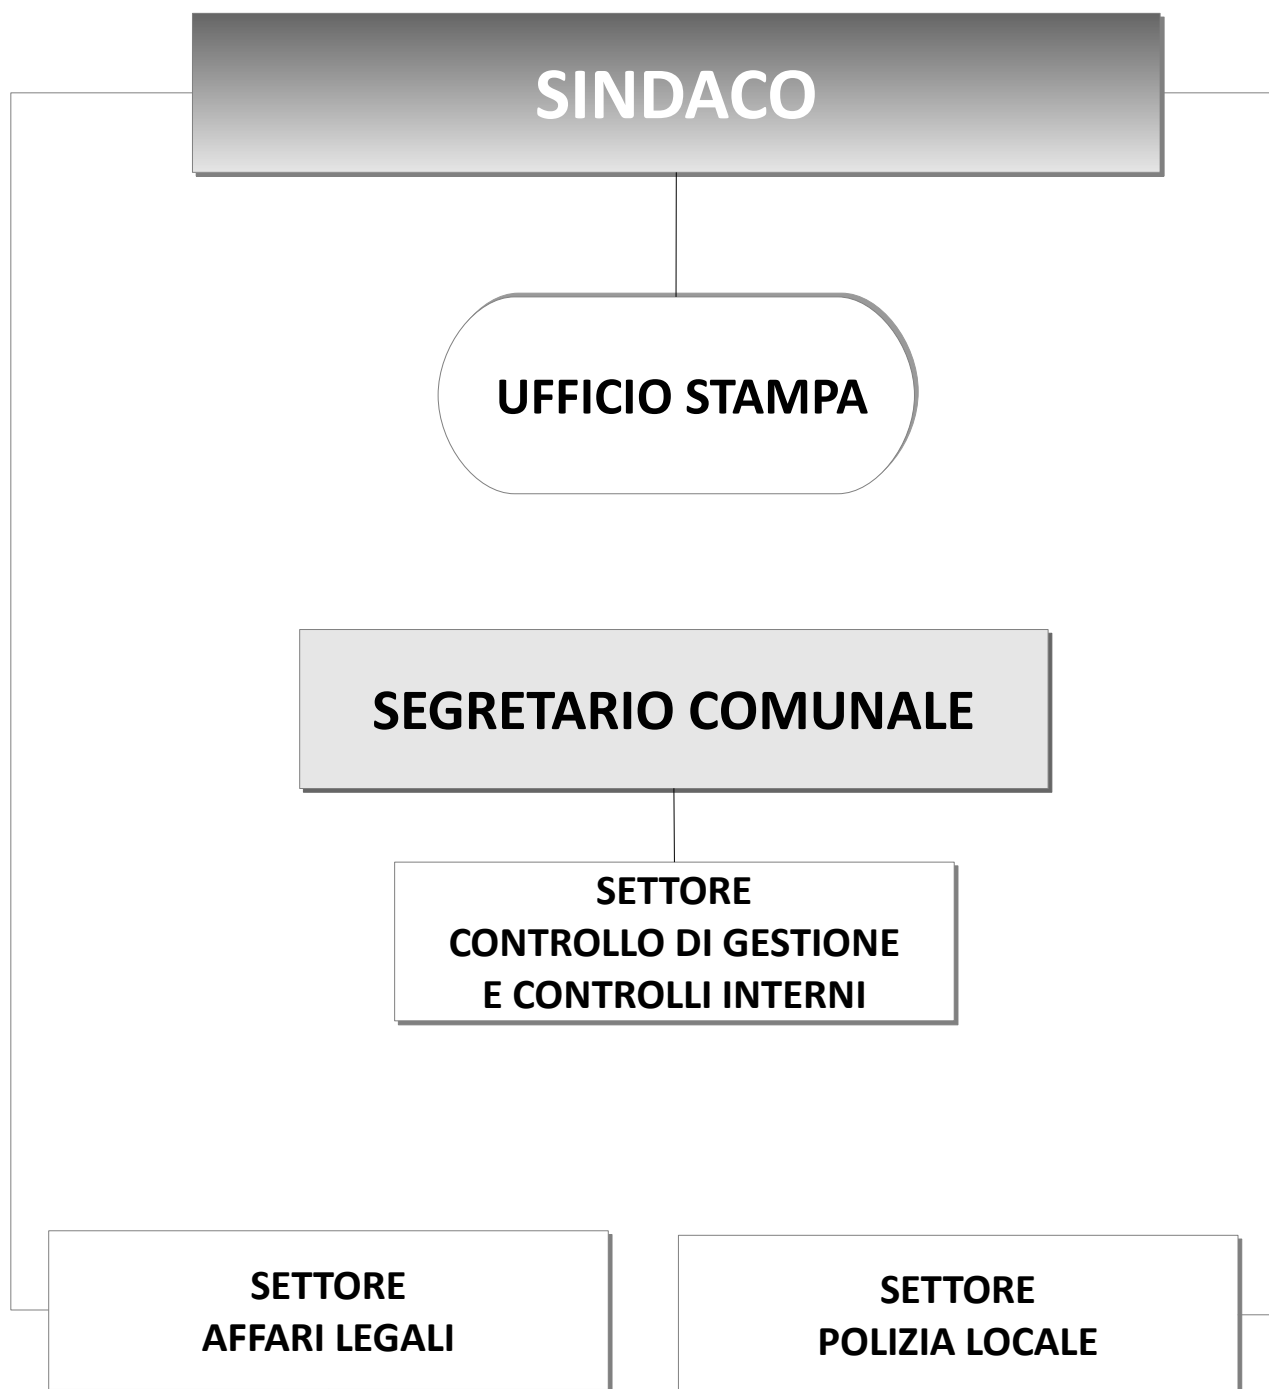 SINDACO
UFFICIO STAMPA
SEGRETARIO COMUNALE
SETTORE
CONTROLLO DI GESTIONE
E CONTROLLI INTERNI
SETTORE
AFFARI LEGALI
SETTORE
POLIZIA LOCALE